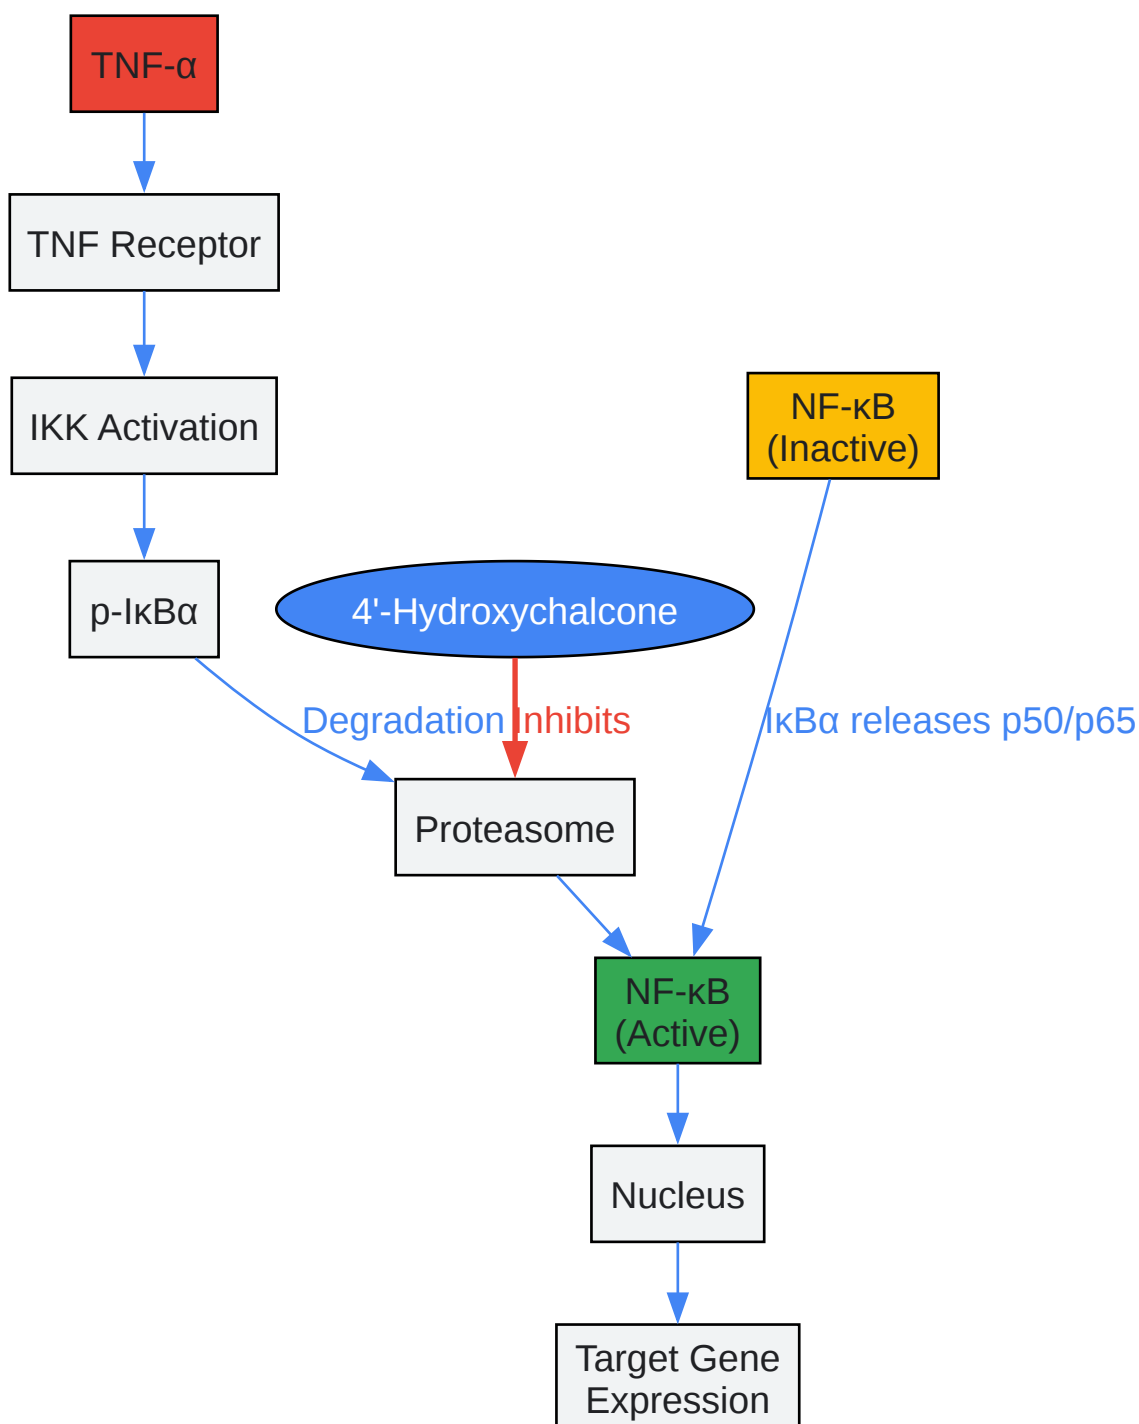 TNF-α
TNF Receptor
IKK Activation
NF-κB
(Inactive)
p-IκBα
4'-Hydroxychalcone
Degradation
Inhibits
IκBα releases p50/p65
Proteasome
NF-κB
(Active)
Nucleus
Target Gene
Expression